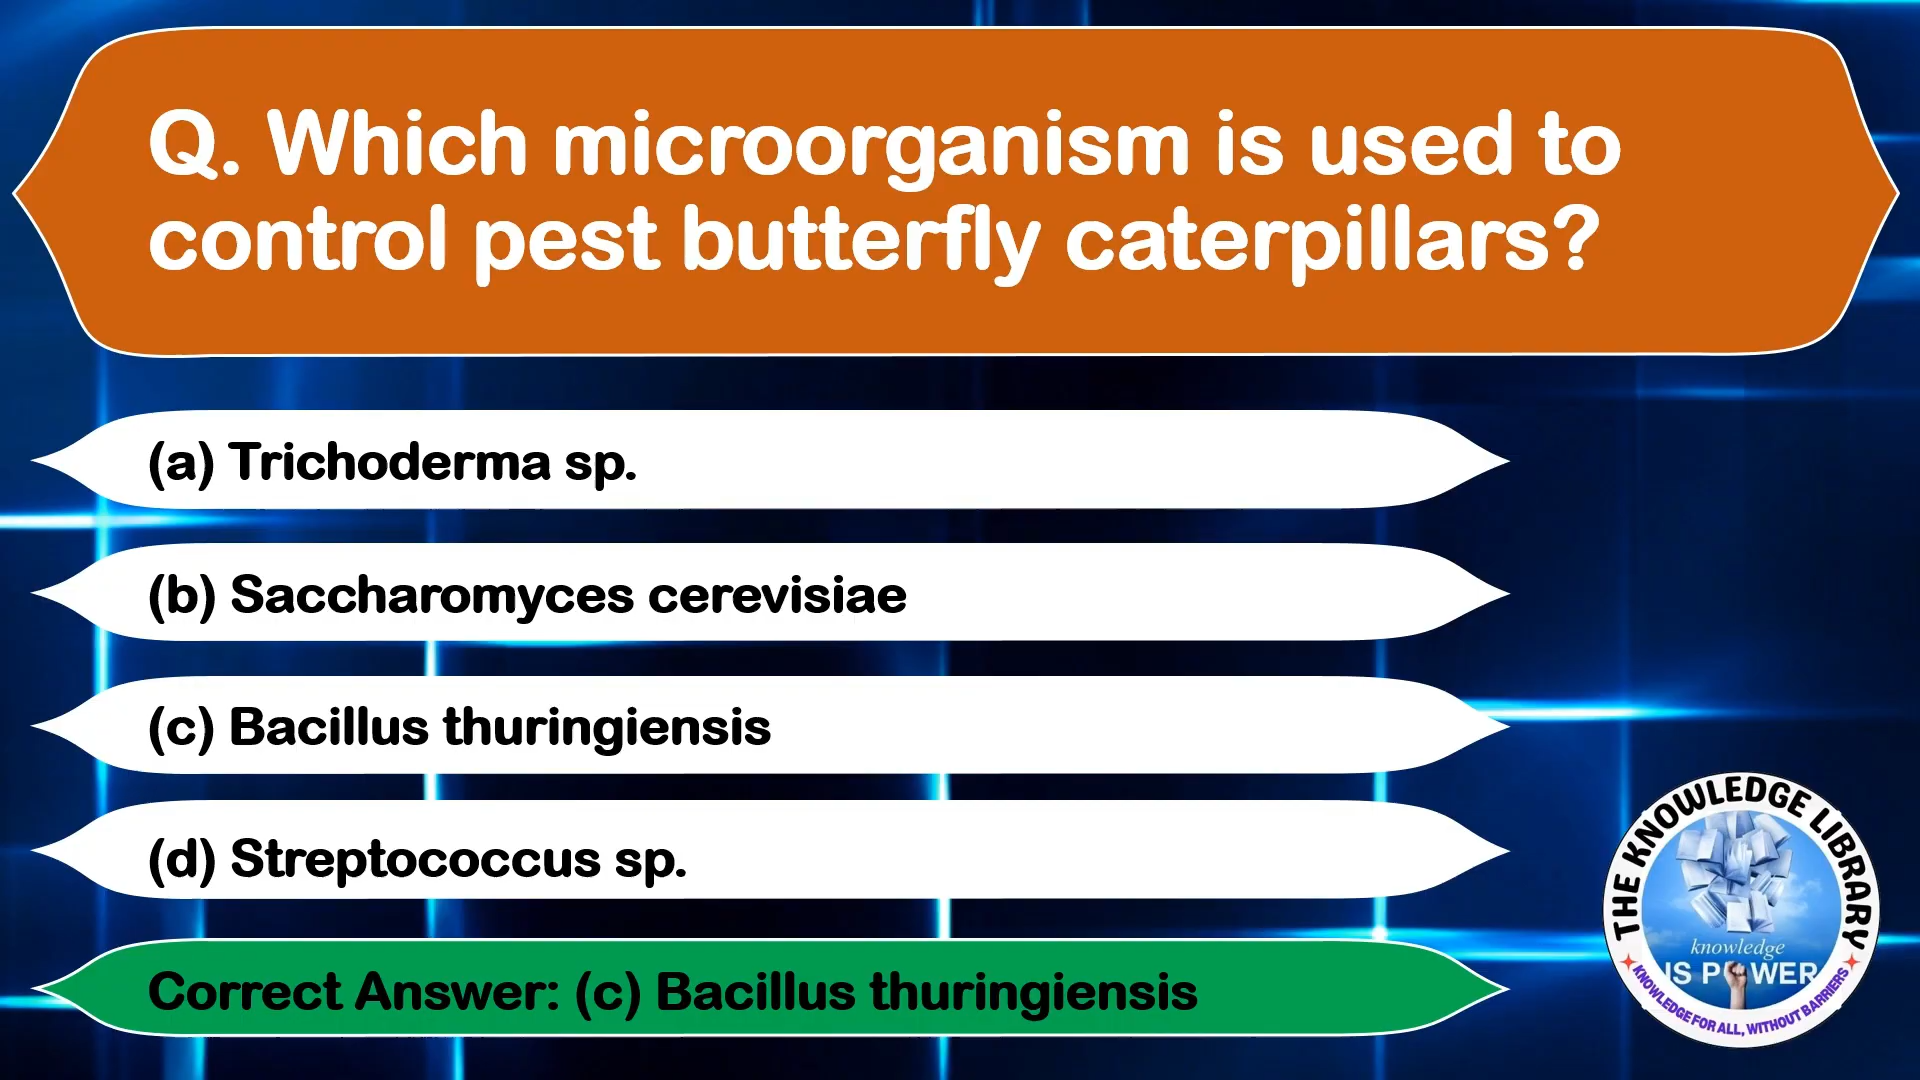 Q. Which microorganism is used to
control pest butterfly caterpillars?
(a) Trichoderma sp.
(b) Saccharomyces cerevisiae
(c) Bacillus thuringiensis
(d) Streptococcus sp.
Correct Answer: (c) Bacillus thuringiensis
THE KNOWLEDGE LIBRARY
knowledge
IS POWER
KNOWLEDGE FOR ALL, WITHOUT BARRIERS